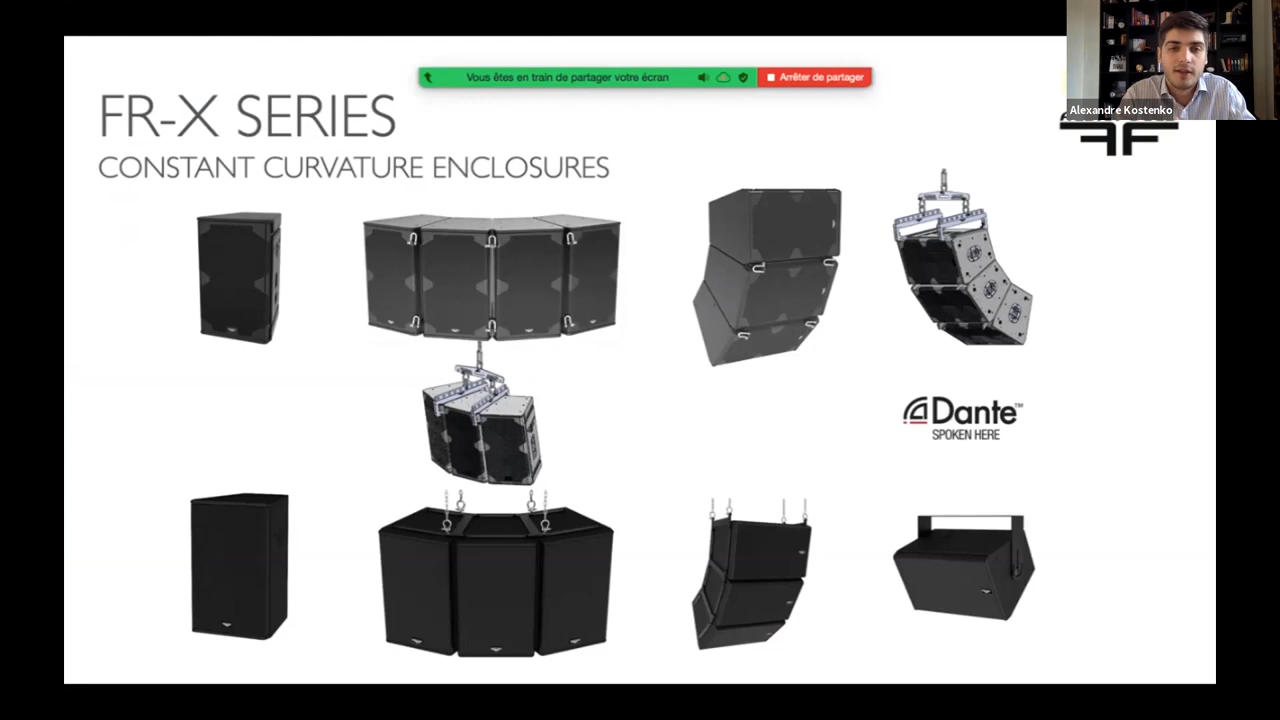 Vous êtes en train de partager votre écran
Arrêter de partager
FR-X SERIES
CONSTANT CURVATURE ENCLOSURES
Alexandre Kostenko
Dante™
SPOKEN HERE